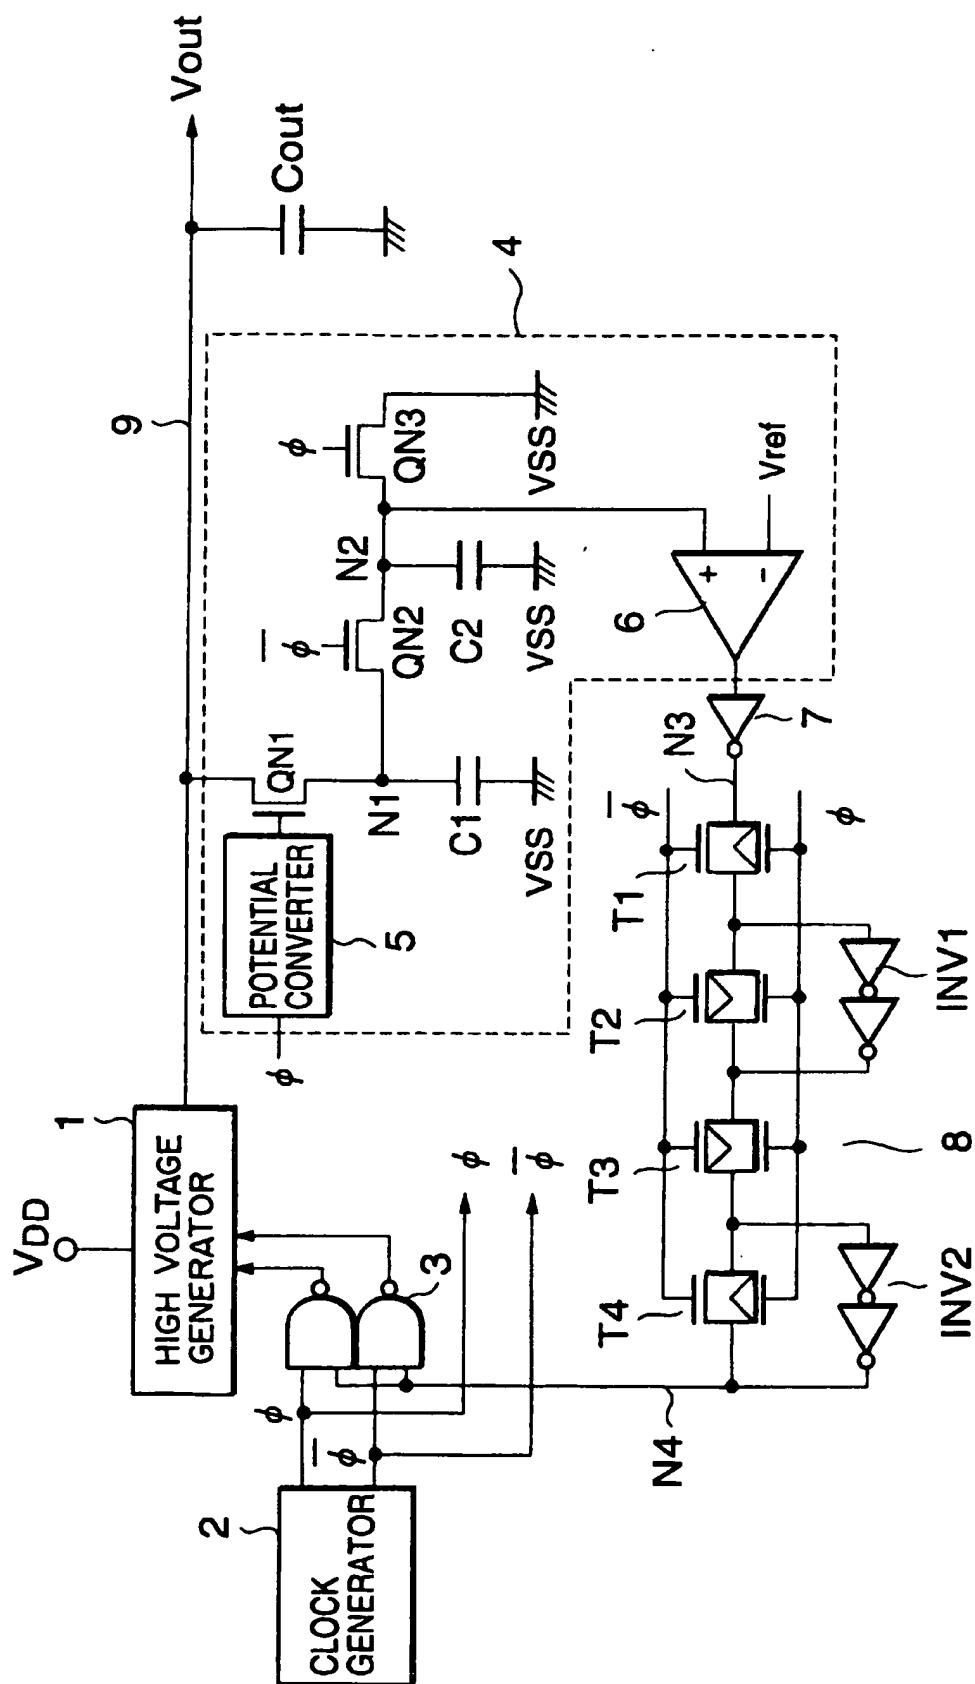 VDD
1
HIGH VOLTAGE
GENERATOR
9
Vout
Cout
2
CLOCK
GENERATOR
ϕ
ϕ̅
3
ϕ
ϕ̅
ϕ
POTENTIAL
CONVERTER
5
QN1
N1
C1
VSS
ϕ̅
QN2
N2
C2
VSS
ϕ
QN3
VSS
4
+
−
6
Vref
7
N3
ϕ̅
ϕ
T1
T2
T3
T4
INV1
INV2
8
N4